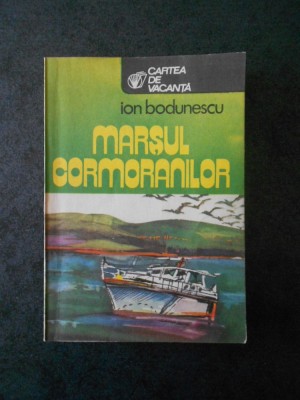 CARTEA
DE
VACANȚĂ
ion bodunescu
MARȘUL
CORMORANILOR